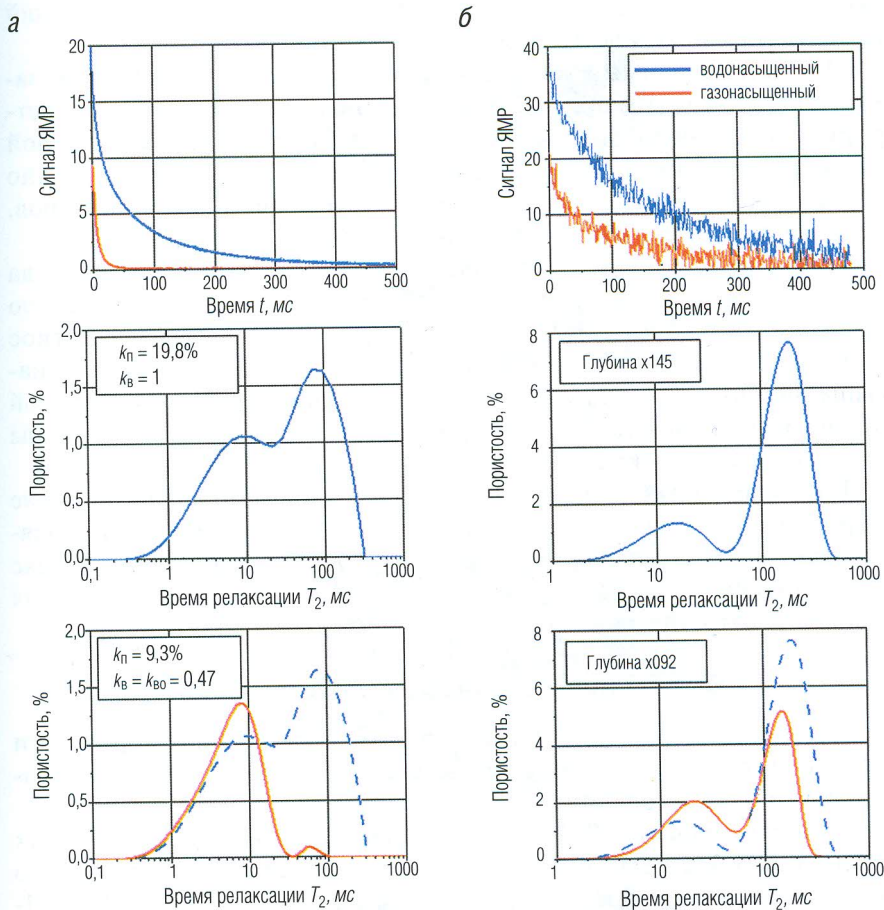 а
20
15
10
5
0
Сигнал ЯМР
0 100 200 300 400 500
Время t, мс
2,0
1,5
1,0
0,5
0,0
Пористость, %
kп = 19,8%
kв = 1
0,1 1 10 100 1000
Время релаксации T2, мс
2,0
1,5
1,0
0,5
0,0
Пористость, %
kп = 9,3%
kв = kво = 0,47
0,1 1 10 100 1000
Время релаксации T2, мс
б
40
30
20
10
0
Сигнал ЯМР
водонасыщенный
газонасыщенный
0 100 200 300 400 500
Время t, мс
8
6
4
2
0
Пористость, %
Глубина х145
1 10 100 1000
Время релаксации T2, мс
8
6
4
2
0
Пористость, %
Глубина х092
1 10 100 1000
Время релаксации T2, мс